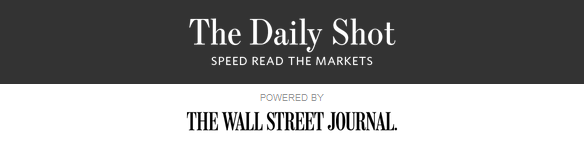 The Daily Shot
SPEED READ THE MARKETS
POWERED BY
THE WALL STREET JOURNAL.